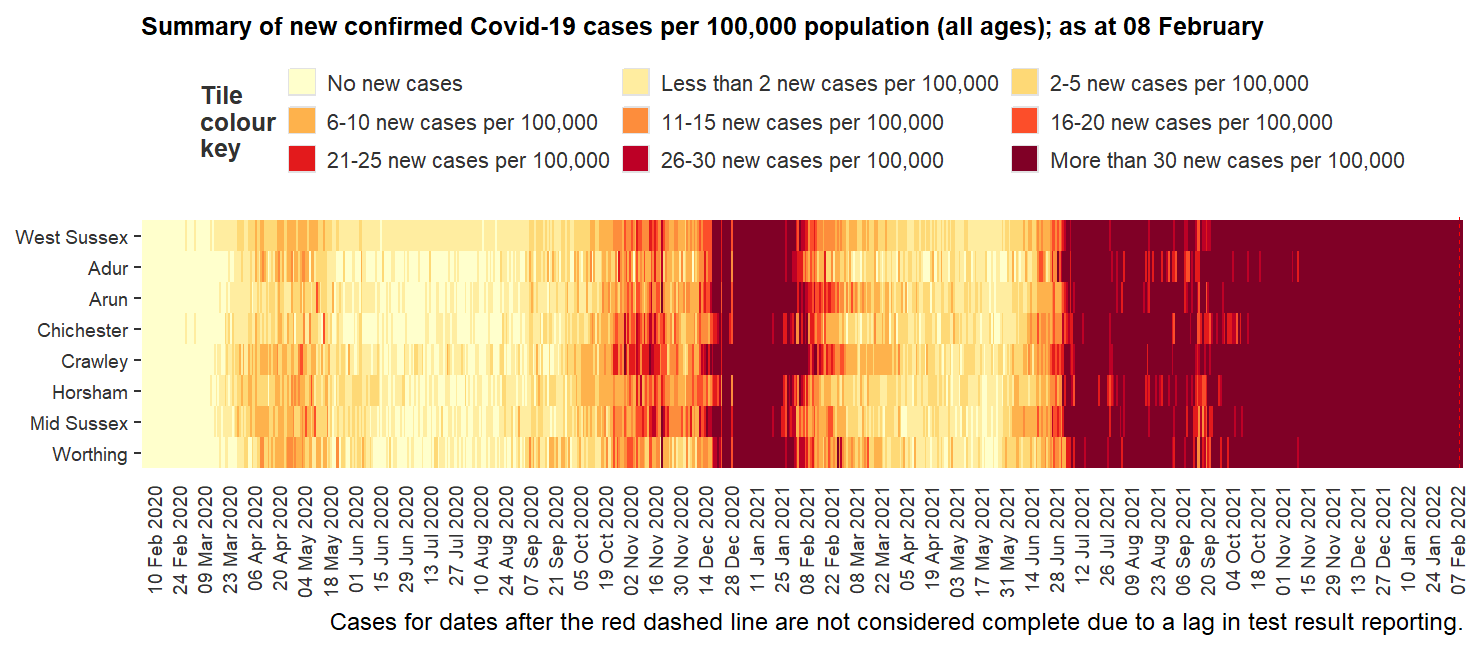 Summary of new confirmed Covid-19 cases per 100,000 population (all ages); as at 08 February
Tile
colour
key
No new cases
Less than 2 new cases per 100,000
2-5 new cases per 100,000
6-10 new cases per 100,000
11-15 new cases per 100,000
16-20 new cases per 100,000
21-25 new cases per 100,000
26-30 new cases per 100,000
More than 30 new cases per 100,000
West Sussex
Adur
Arun
Chichester
Crawley
Horsham
Mid Sussex
Worthing
10 Feb 2020
24 Feb 2020
09 Mar 2020
23 Mar 2020
06 Apr 2020
20 Apr 2020
04 May 2020
18 May 2020
01 Jun 2020
15 Jun 2020
29 Jun 2020
13 Jul 2020
27 Jul 2020
10 Aug 2020
24 Aug 2020
07 Sep 2020
21 Sep 2020
05 Oct 2020
19 Oct 2020
02 Nov 2020
16 Nov 2020
30 Nov 2020
14 Dec 2020
28 Dec 2020
11 Jan 2021
25 Jan 2021
08 Feb 2021
22 Feb 2021
08 Mar 2021
22 Mar 2021
05 Apr 2021
19 Apr 2021
03 May 2021
17 May 2021
31 May 2021
14 Jun 2021
28 Jun 2021
12 Jul 2021
26 Jul 2021
09 Aug 2021
23 Aug 2021
06 Sep 2021
20 Sep 2021
04 Oct 2021
18 Oct 2021
01 Nov 2021
15 Nov 2021
29 Nov 2021
13 Dec 2021
27 Dec 2021
10 Jan 2022
24 Jan 2022
07 Feb 2022
Cases for dates after the red dashed line are not considered complete due to a lag in test result reporting.